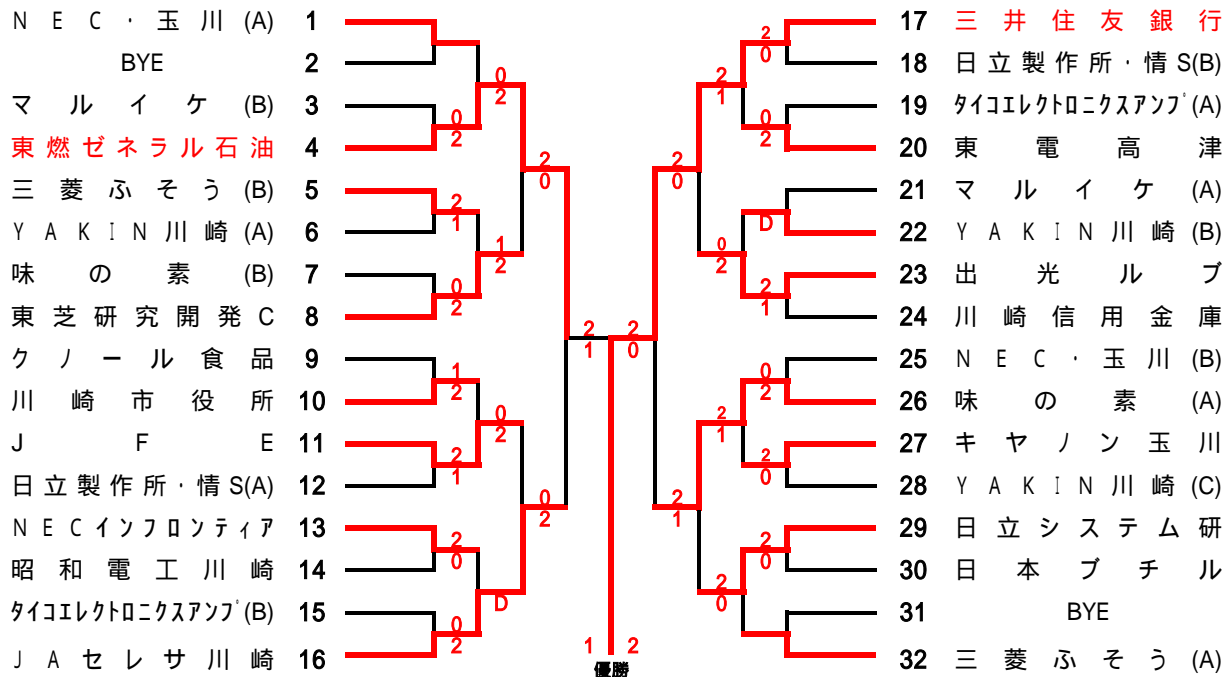 NEC・玉川(A) 1
BYE 2
マルイケ(B) 3
東燃ゼネラル石油 4
三菱ふそう(B) 5
YAKIN川崎(A) 6
味の素(B) 7
東芝研究開発C 8
クノール食品 9
川崎市役所 10
JFE 11
日立製作所・情S(A) 12
NECインフロンティア 13
昭和電工川崎 14
ﾀｲｺｴﾚｸﾄﾛﾆｸｽｱﾝﾌﾟ(B) 15
JAセレサ川崎 16
0
2
0
2
2
1
1
2
0
2
2
0
1
2
0
2
2
1
0
2
2
0
D
0
2
2
1
2
0
1 2
優勝
17 三井住友銀行
18 日立製作所・情S(B)
19 ﾀｲｺｴﾚｸﾄﾛﾆｸｽｱﾝﾌﾟ(A)
20 東電高津
21 マルイケ(A)
22 YAKIN川崎(B)
23 出光ルブ
24 川崎信用金庫
25 NEC・玉川(B)
26 味の素(A)
27 キヤノン玉川
28 YAKIN川崎(C)
29 日立システム研
30 日本ブチル
31 BYE
32 三菱ふそう(A)
2
0
2
1
0
2
2
0
D
0
2
2
1
0
2
2
1
2
0
2
1
2
0
2
0